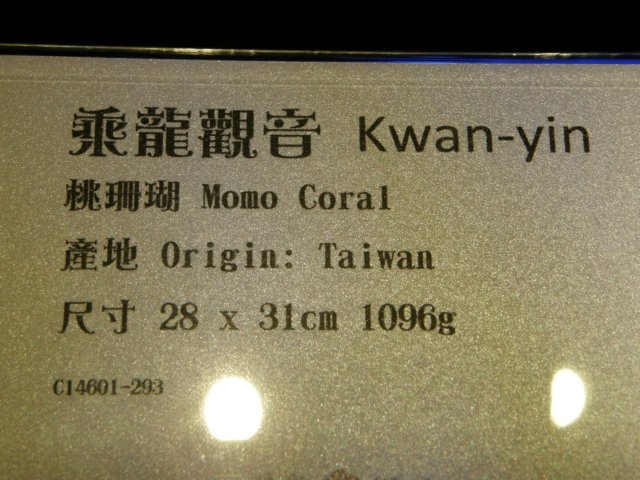 乘龍觀音 Kwan-yin
桃珊瑚 Momo Coral
產地 Origin: Taiwan
尺寸 28 x 31cm 1096g
C14601-293